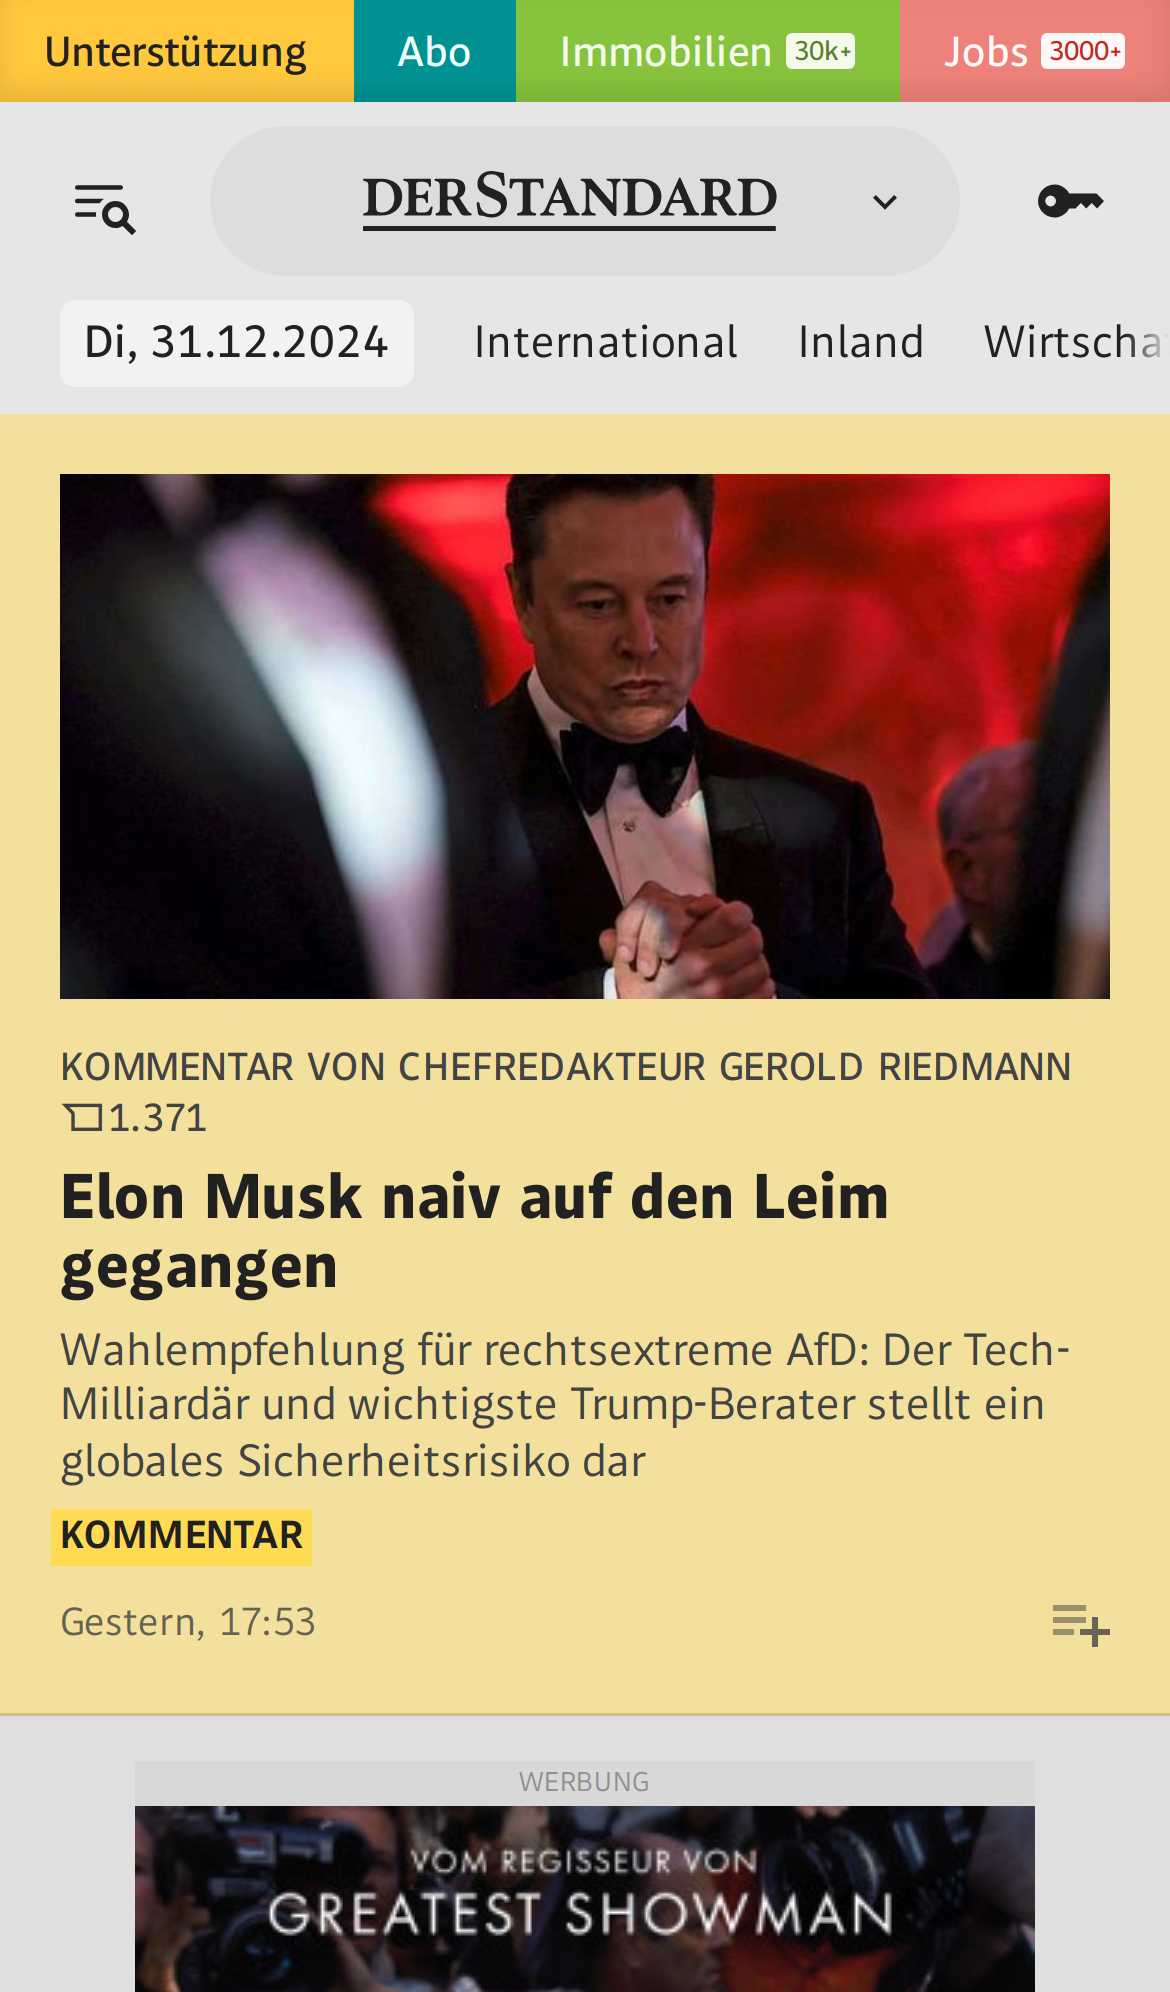 Unterstützung Abo Immobilien 30k+ Jobs 3000+
DERSTANDARD
Di, 31.12.2024 International Inland Wirtscha
KOMMENTAR VON CHEFREDAKTEUR GEROLD RIEDMANN
1.371
Elon Musk naiv auf den Leim
gegangen
Wahlempfehlung für rechtsextreme AfD: Der Tech-
Milliardär und wichtigste Trump-Berater stellt ein
globales Sicherheitsrisiko dar
KOMMENTAR
Gestern, 17:53
WERBUNG
VOM REGISSEUR VON
GREATEST SHOWMAN